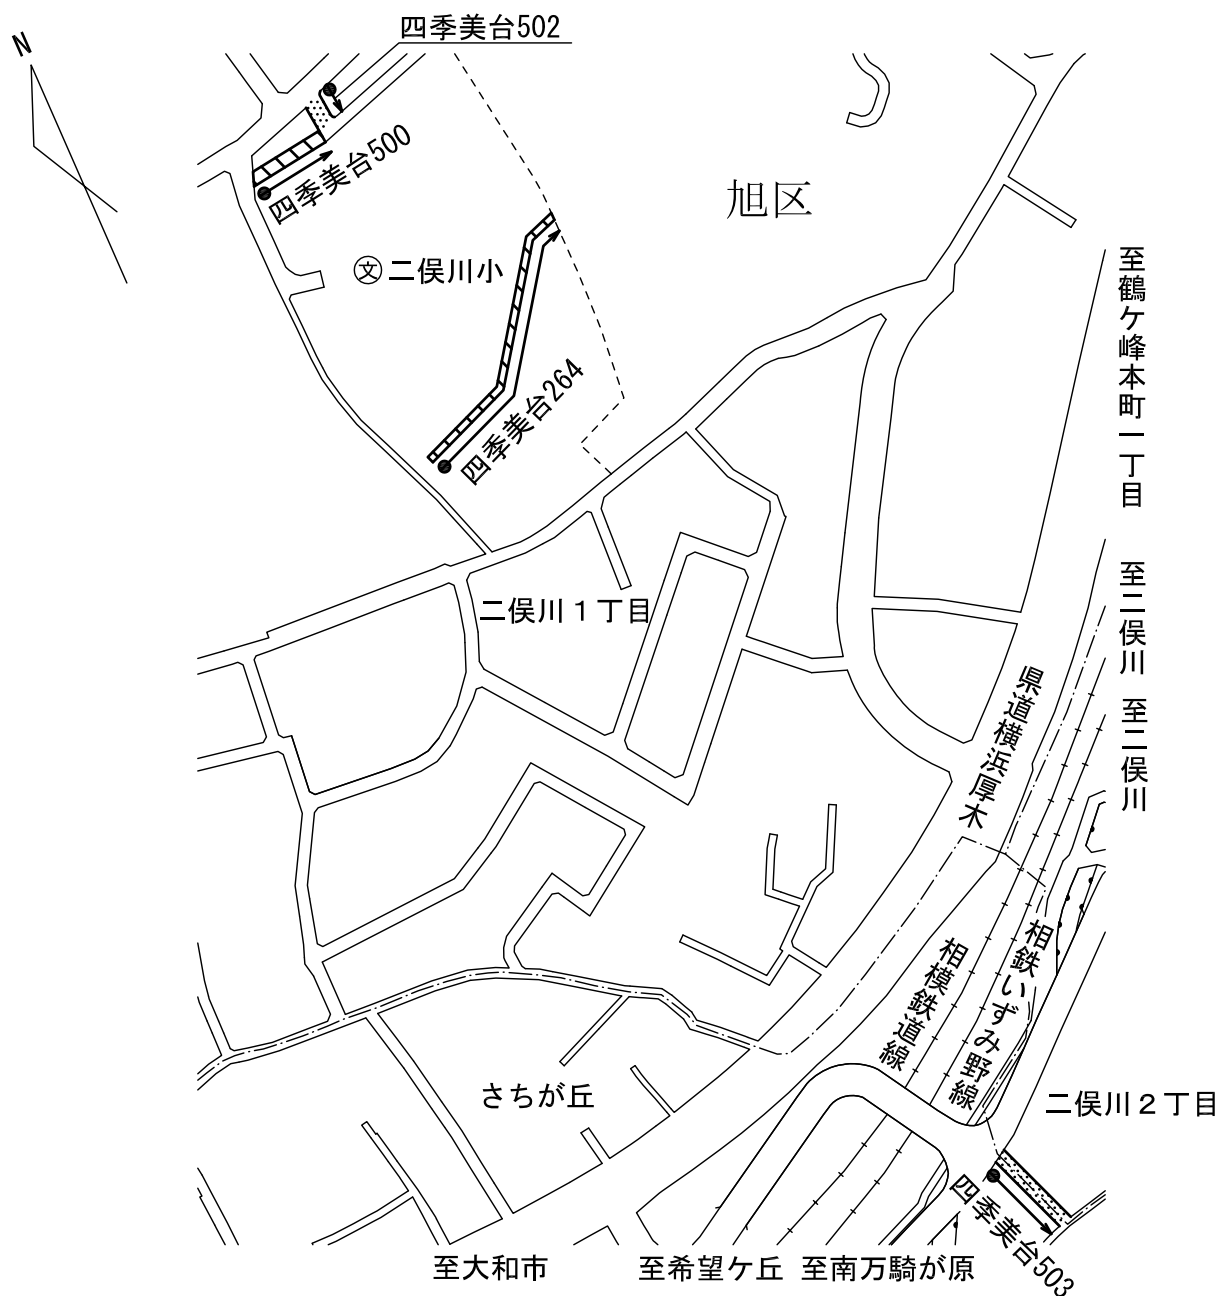 四季美台502
N
四季美台500
旭区
文二俣川小
至鶴ケ峰本町一丁目
四季美台264
至二俣川
二俣川１丁目
県道横浜厚木
至二俣川
相鉄いずみ野線
相模鉄道線
さちが丘
二俣川２丁目
四季美台503
至大和市
至希望ケ丘
至南万騎が原